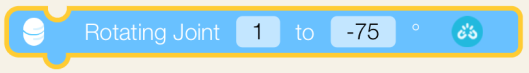 Rotating Joint 1 to -75 °